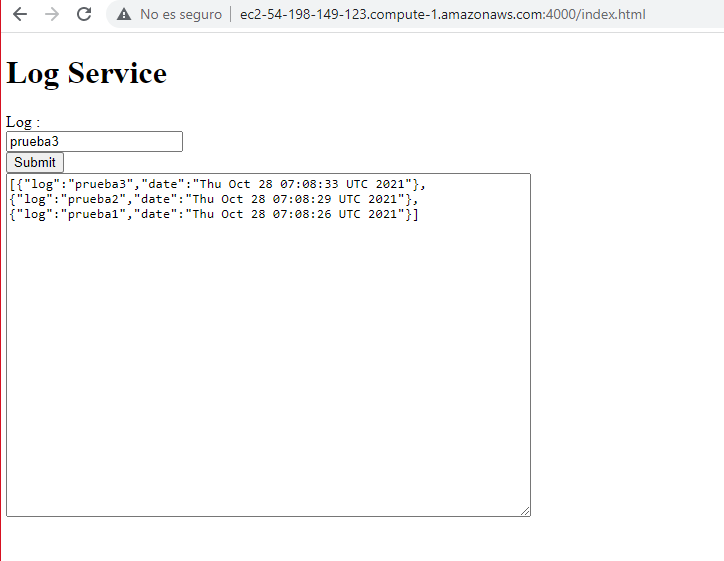 No es seguro | ec2-54-198-149-123.compute-1.amazonaws.com:4000/index.html
Log Service
Log :
prueba3
Submit
[{"log":"prueba3","date":"Thu Oct 28 07:08:33 UTC 2021"},
{"log":"prueba2","date":"Thu Oct 28 07:08:29 UTC 2021"},
{"log":"prueba1","date":"Thu Oct 28 07:08:26 UTC 2021"}]